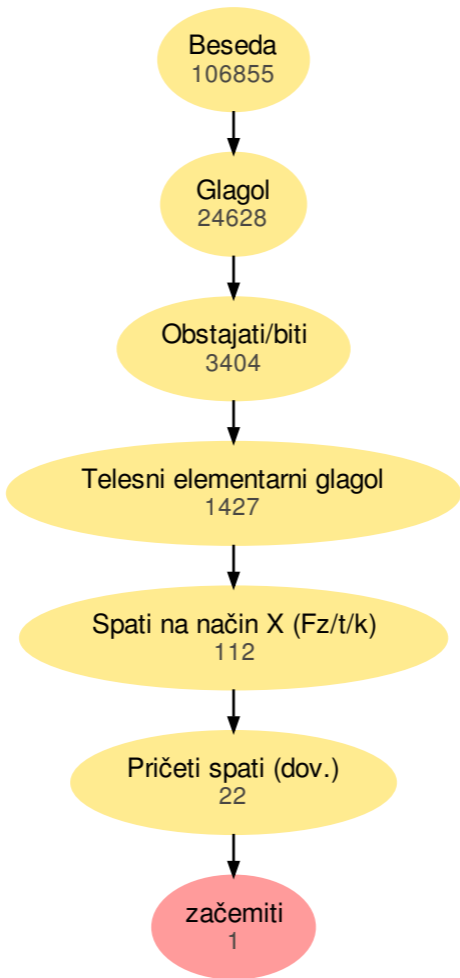 Beseda
106855
Glagol
24628
Obstajati/biti
3404
Telesni elementarni glagol
1427
Spati na način X (Fz/t/k)
112
Pričeti spati (dov.)
22
začemiti
1